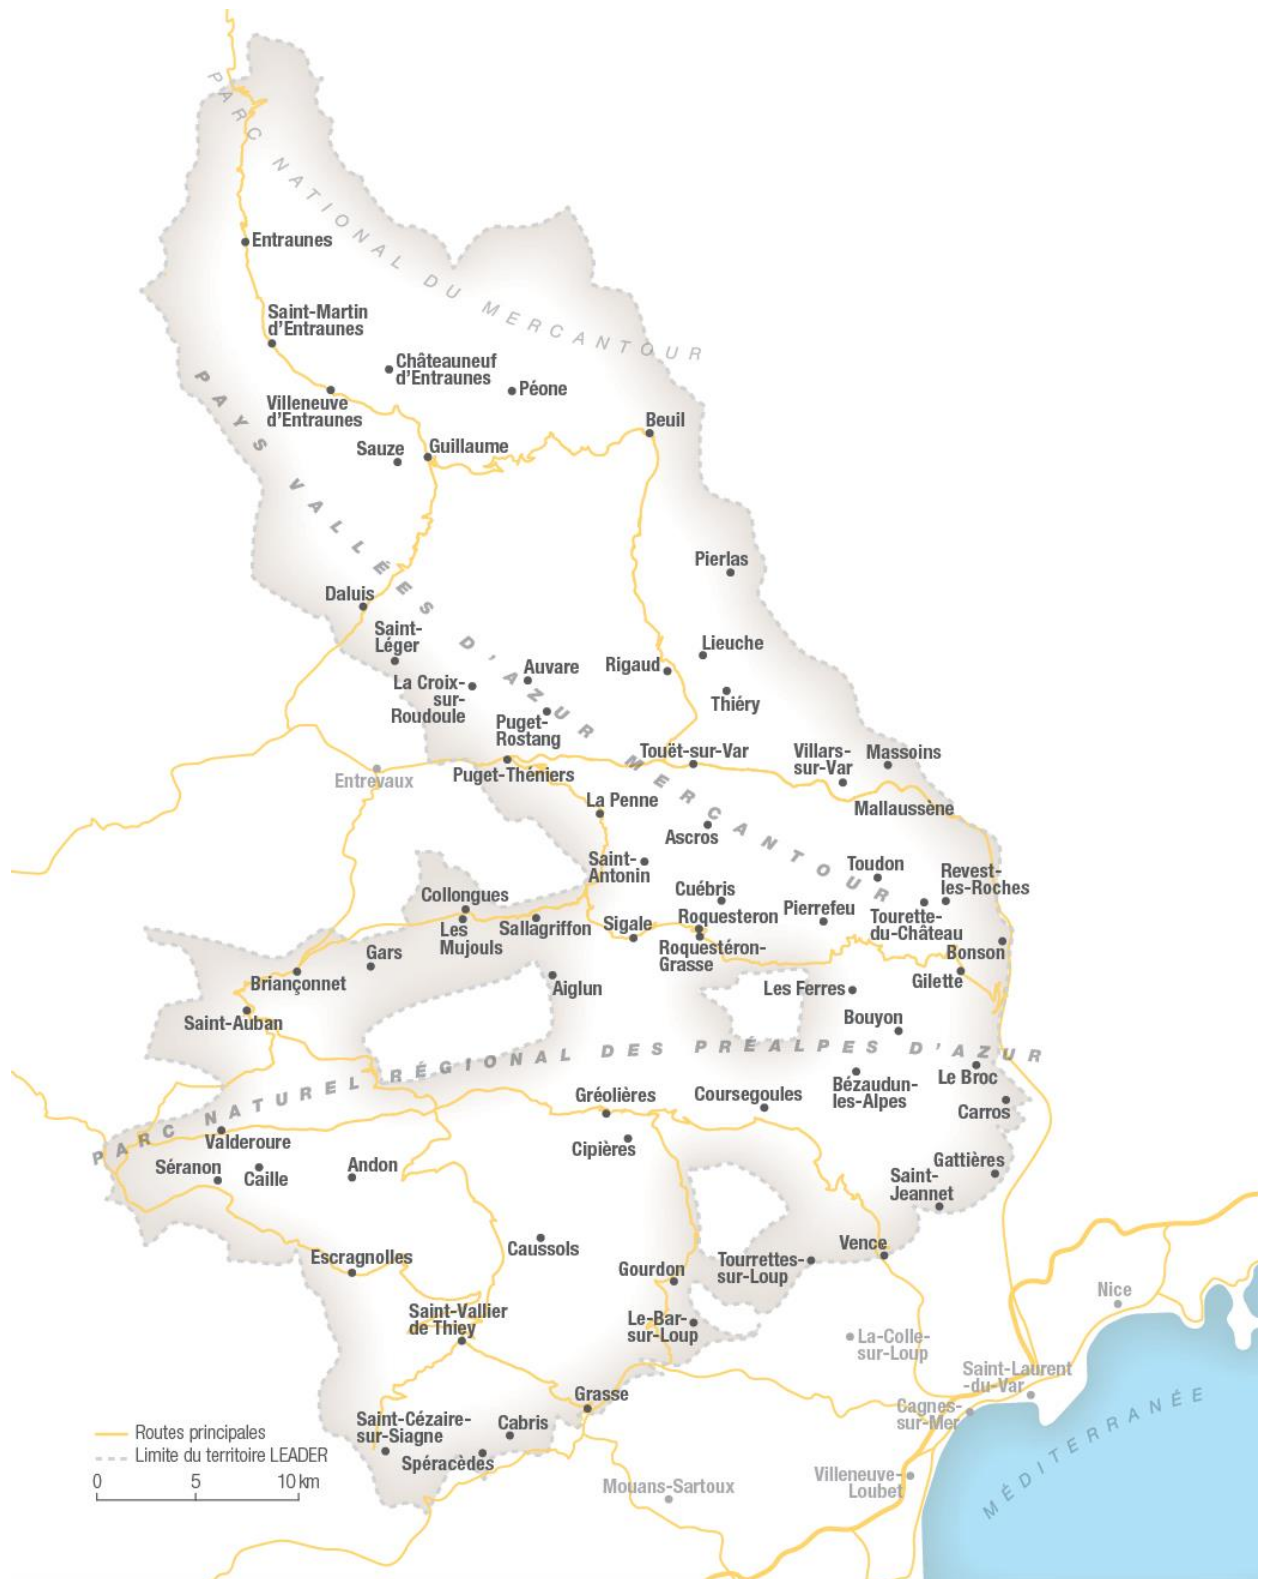 PARC NATIONAL DU MERCANTOUR
Entraunes
Saint-Martin
d'Entraunes
Châteauneuf
d'Entraunes
Péone
Villeneuve
d'Entraunes
Beuil
Sauze
Guillaume
PAYS VALLÉES D'AZUR MERCANTOUR
Pierlas
Daluis
Saint-
Léger
Lieuche
Rigaud
Auvare
La Croix-
sur-
Roudoule
Thiéry
Puget-
Rostang
Touët-sur-Var
Villars-
sur-Var
Massoins
Entrevaux
Puget-Théniers
La Penne
Mallaussène
Ascros
Saint-
Antonin
Toudon
Revest-
les-Roches
Cuébris
Collongues
Les
Mujouls
Sallagriffon
Sigale
Roquesteron
Pierrefeu
Tourette-
du-Château
Roquestéron-
Grasse
Bonson
Gars
Briançonnet
Aiglun
Les Ferres
Gilette
Saint-Auban
Bouyon
PARC NATUREL RÉGIONAL DES PRÉALPES D'AZUR
Le Broc
Bézaudun-
les-Alpes
Gréolières
Coursegoules
Carros
Valderoure
Cipières
Séranon
Caille
Andon
Gattières
Saint-
Jeannet
Caussols
Vence
Escragnolles
Gourdon
Tourrettes-
sur-Loup
Nice
Saint-Vallier
de Thiey
Le-Bar-
sur-Loup
La-Colle-
sur-Loup
Saint-Laurent
-du-Var
Grasse
Cagnes-
sur-Mer
Saint-Cézaire-
sur-Siagne
Cabris
Spéracèdes
MÉDITERRANÉE
Villeneuve-
Loubet
Mouans-Sartoux
Routes principales
Limite du territoire LEADER
0 5 10 km